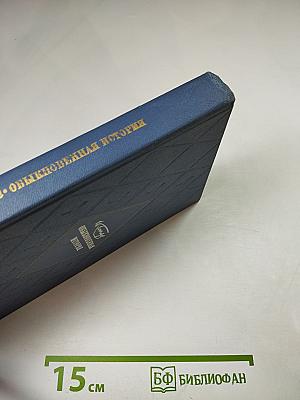 • ОБЫКНОВЕННАЯ ИСТОРИЯ
15 см
БФ БИБЛИОФАН